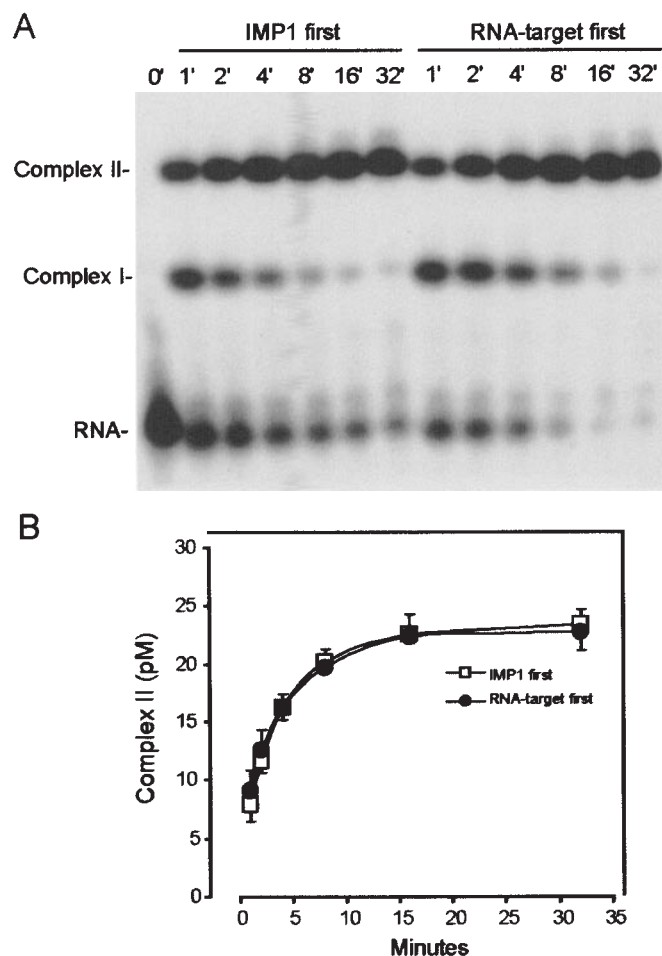 A
IMP1 first RNA-target first
0' 1' 2' 4' 8' 16' 32' 1' 2' 4' 8' 16' 32'
Complex II-
Complex I-
RNA-
B
30
25
20
15
10
5
0
Complex II (pM)
IMP1 first
RNA-target first
0 5 10 15 20 25 30 35
Minutes